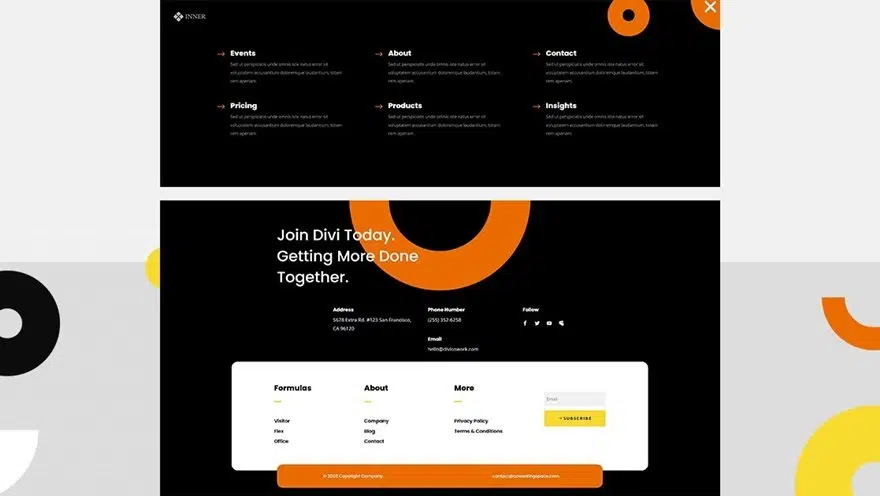 INNER
→ Events
Sed ut perspiciatis unde omnis iste natus error sit
voluptatem accusantium doloremque laudantium, totam
rem aperiam.
→ About
Sed ut perspiciatis unde omnis iste natus error sit
voluptatem accusantium doloremque laudantium, totam
rem aperiam.
→ Contact
Sed ut perspiciatis unde omnis iste natus error sit
voluptatem accusantium doloremque laudantium, totam
rem aperiam.
→ Pricing
Sed ut perspiciatis unde omnis iste natus error sit
voluptatem accusantium doloremque laudantium, totam
rem aperiam.
→ Products
Sed ut perspiciatis unde omnis iste natus error sit
voluptatem accusantium doloremque laudantium, totam
rem aperiam.
→ Insights
Sed ut perspiciatis unde omnis iste natus error sit
voluptatem accusantium doloremque laudantium, totam
rem aperiam.
Join Divi Today.
Getting More Done
Together.
Address
5678 Extra Rd. #123 San Francisco,
CA 96120
Phone Number
(255) 352-6258
Email
hello@divicowork.com
Follow
Formulas
Visitor
Flex
Office
About
Company
Blog
Contact
More
Privacy Policy
Terms & Conditions
Email
SUBSCRIBE
© 2020 Copyright Company.